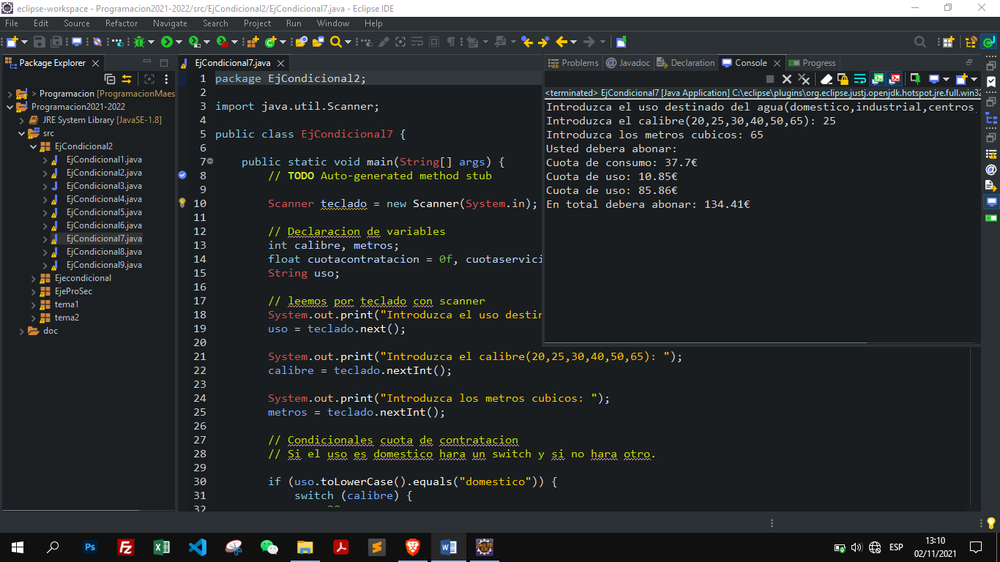 eclipse-workspace - Programacion2021-2022/src/EjCondicional2/EjCondicional7.java - Eclipse IDE
File Edit Source Refactor Navigate Search Project Run Window Help
Package Explorer
> Programacion [ProgramacionMaes
Programacion2021-2022
JRE System Library [JavaSE-1.8]
src
EjCondicional2
EjCondicional1.java
EjCondicional2.java
EjCondicional3.java
EjCondicional4.java
EjCondicional5.java
EjCondicional6.java
EjCondicional7.java
EjCondicional8.java
EjCondicional9.java
Ejecondicional
EjeProSec
tema1
tema2
doc
EjCondicional7.java
1 package EjCondicional2;
2
3 import java.util.Scanner;
4
5 public class EjCondicional7 {
6
7 public static void main(String[] args) {
8 // TODO Auto-generated method stub
9
10 Scanner teclado = new Scanner(System.in);
11
12 // Declaracion de variables
13 int calibre, metros;
14 float cuotacontratacion = 0f, cuotaservici
15 String uso;
16
17 // leemos por teclado con scanner
18 System.out.print("Introduzca el uso destin
19 uso = teclado.next();
20
21 System.out.print("Introduzca el calibre(20,25,30,40,50,65): ");
22 calibre = teclado.nextInt();
23
24 System.out.print("Introduzca los metros cubicos: ");
25 metros = teclado.nextInt();
26
27 // Condicionales cuota de contratacion
28 // Si el uso es domestico hara un switch y si no hara otro.
29
30 if (uso.toLowerCase().equals("domestico")) {
31 switch (calibre) {
32
Problems Javadoc Declaration Console Progress
<terminated> EjCondicional7 [Java Application] C:\eclipse\plugins\org.eclipse.justj.openjdk.hotspot.jre.full.win32
Introduzca el uso destinado del agua(domestico,industrial,centros
Introduzca el calibre(20,25,30,40,50,65): 25
Introduzca los metros cubicos: 65
Usted debera abonar:
Cuota de consumo: 37.7€
Cuota de uso: 10.85€
Cuota de uso: 85.86€
En total debera abonar: 134.41€
ESP
13:10
02/11/2021